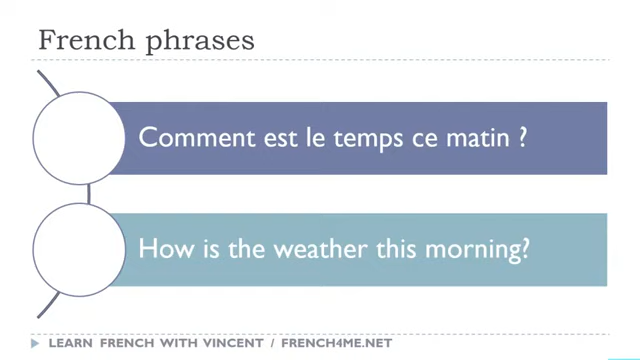 French phrases
Comment est le temps ce matin ?
How is the weather this morning?
LEARN FRENCH WITH VINCENT / FRENCH4ME.NET